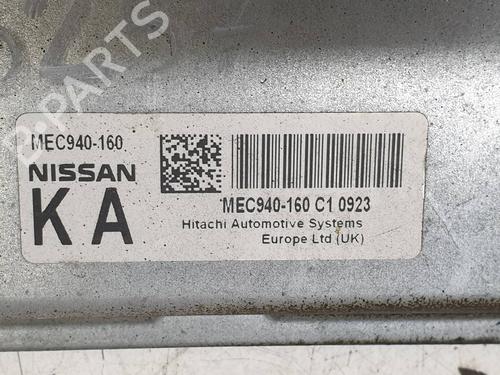 B-PARTS
MEC940-160
NISSAN
KA
MEC940-160 C1 0923
Hitachi Automotive Systems
Europe Ltd (UK)